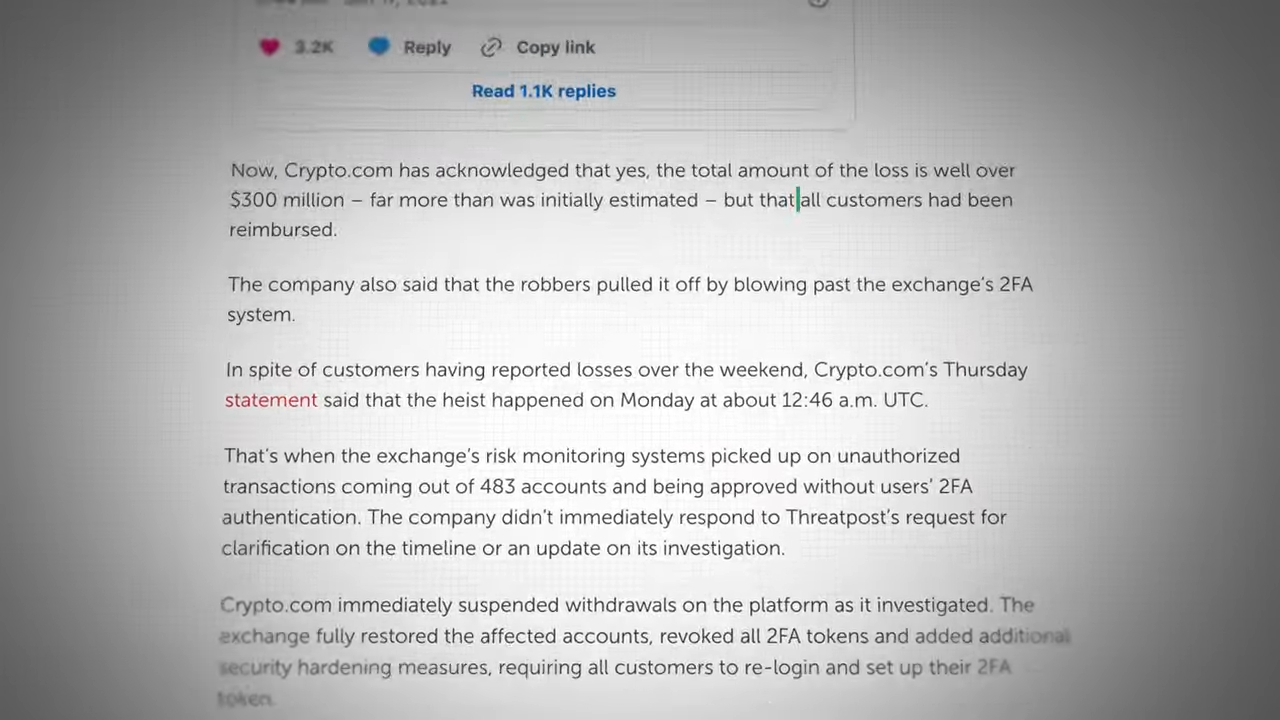 3.2K Reply Copy link
Read 1.1K replies
Now, Crypto.com has acknowledged that yes, the total amount of the loss is well over
$300 million – far more than was initially estimated – but that all customers had been
reimbursed.
The company also said that the robbers pulled it off by blowing past the exchange's 2FA
system.
In spite of customers having reported losses over the weekend, Crypto.com's Thursday
statement said that the heist happened on Monday at about 12:46 a.m. UTC.
That's when the exchange's risk monitoring systems picked up on unauthorized
transactions coming out of 483 accounts and being approved without users' 2FA
authentication. The company didn't immediately respond to Threatpost's request for
clarification on the timeline or an update on its investigation.
Crypto.com immediately suspended withdrawals on the platform as it investigated. The
exchange fully restored the affected accounts, revoked all 2FA tokens and added additional
security hardening measures, requiring all customers to re-login and set up their 2FA
token.